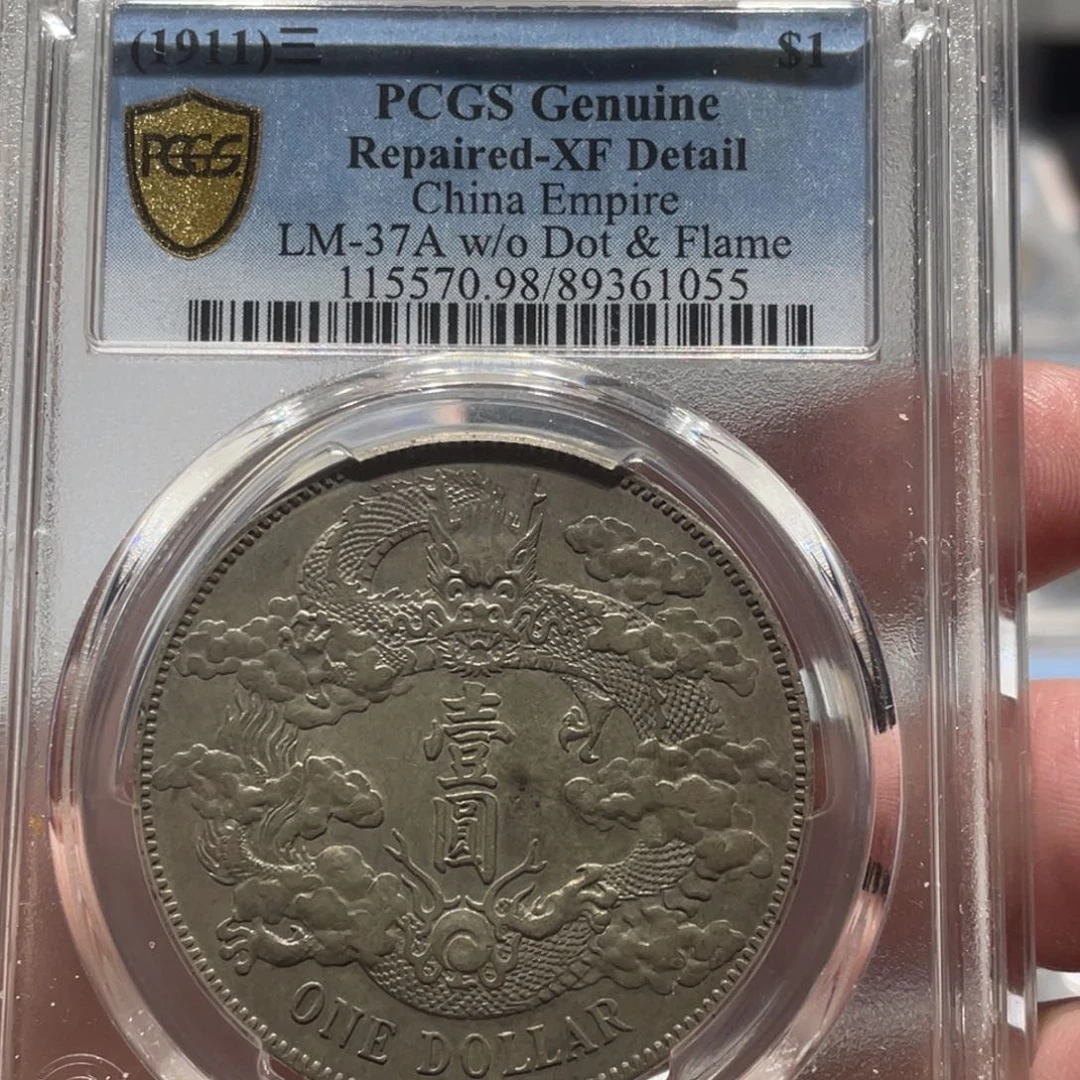 (1911)三 $1
PCGS Genuine
Repaired-XF Detail
China Empire
LM-37A w/o Dot & Flame
115570.98/89361055
PCGS
壹
圓
ONE DOLLAR